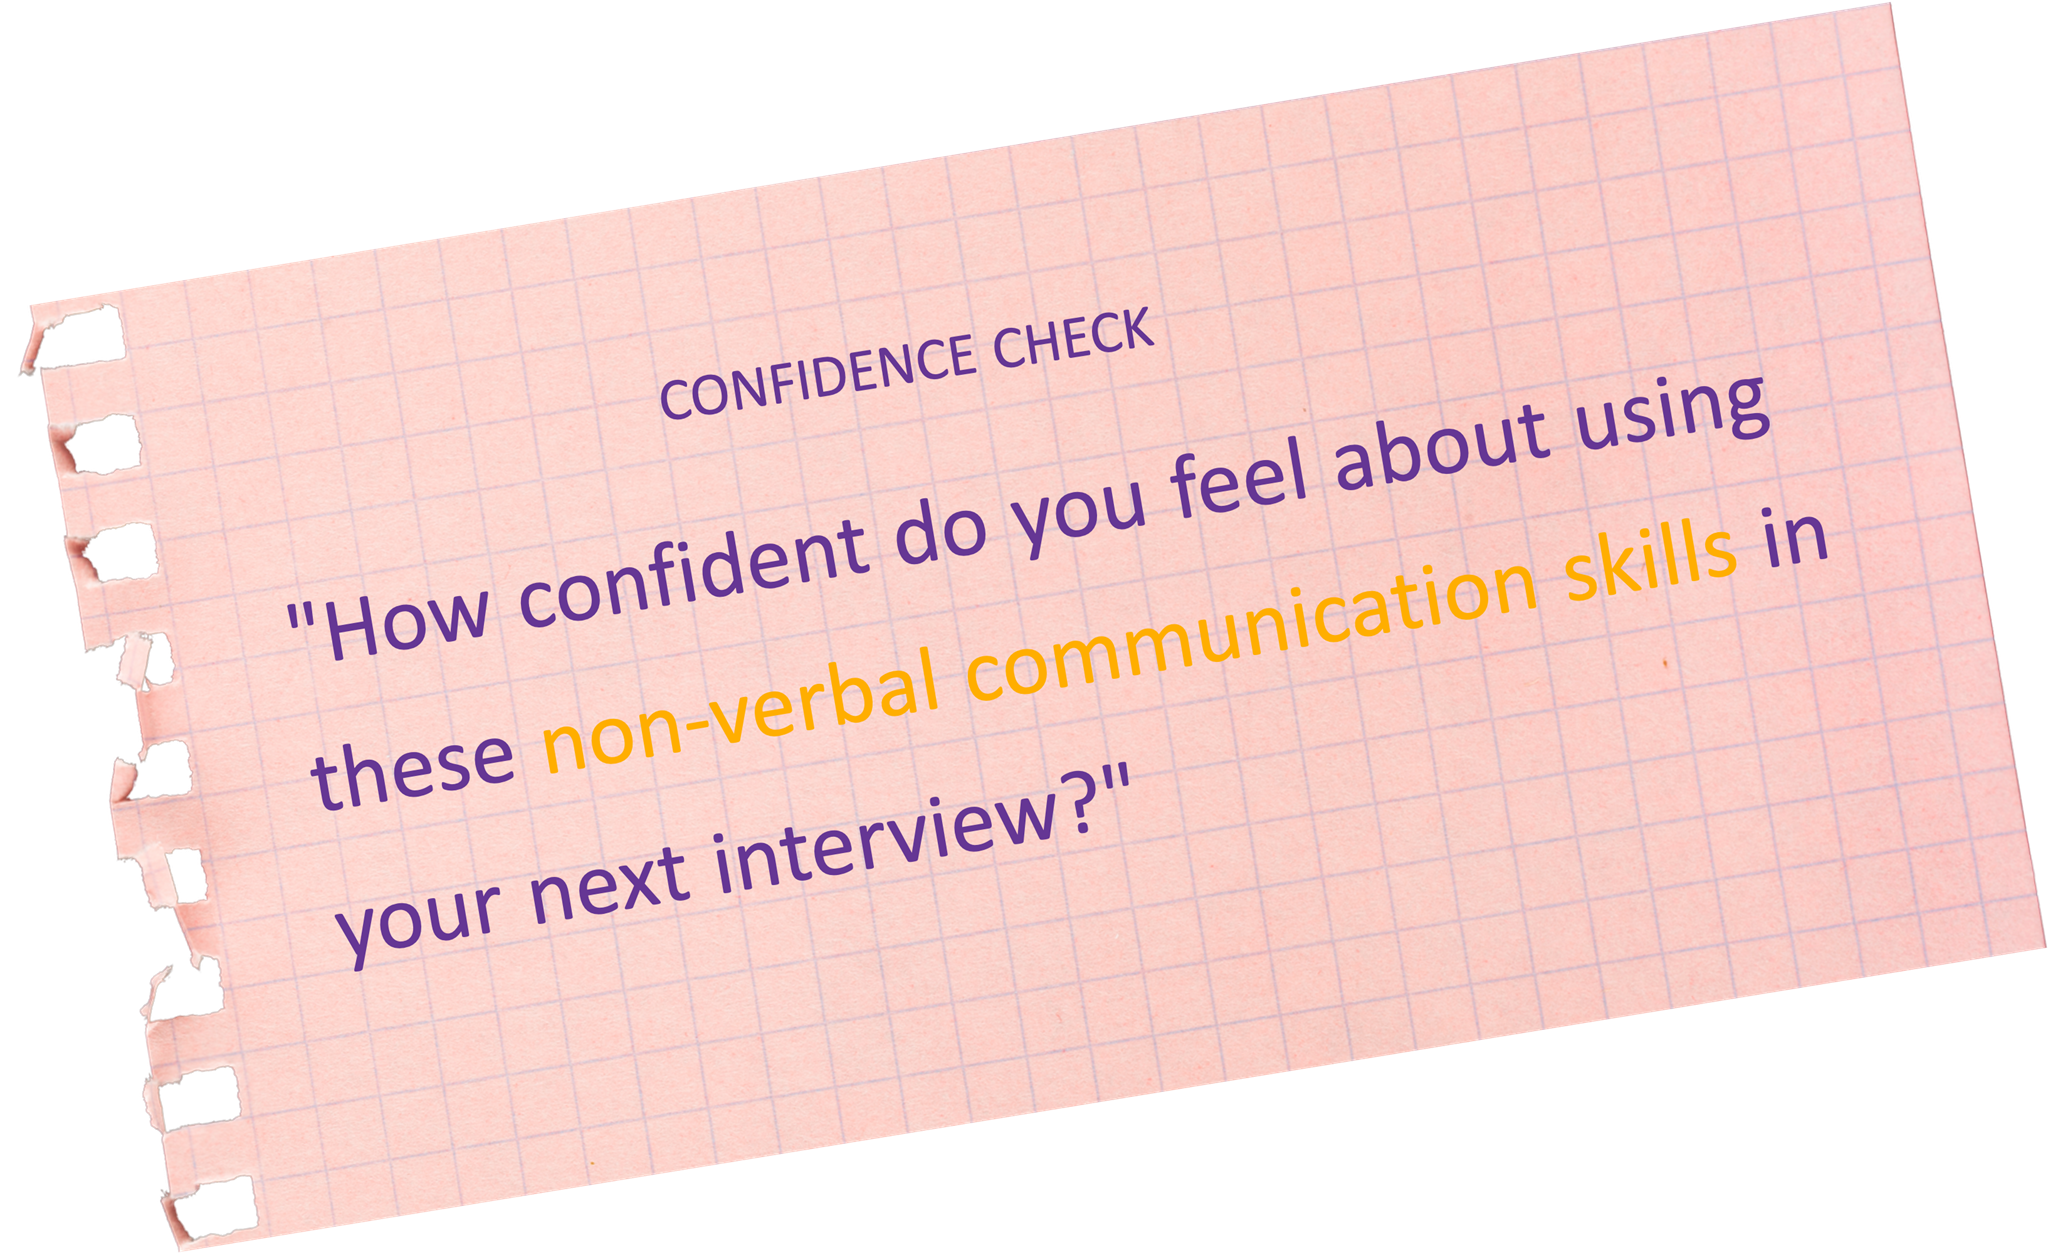 CONFIDENCE CHECK
"How confident do you feel about using
these non-verbal communication skills in
your next interview?"